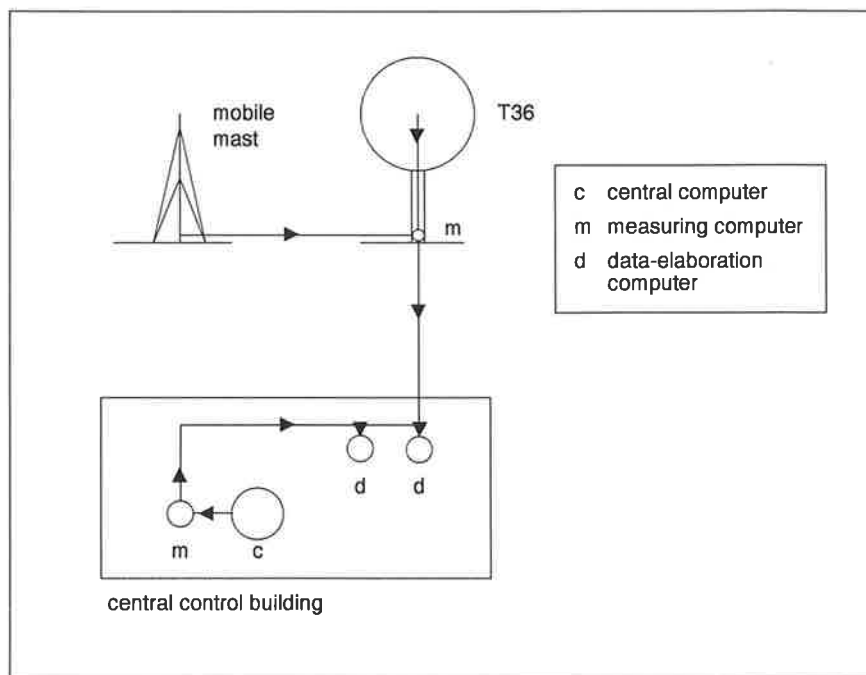 mobile
mast
T36
m
c central computer
m measuring computer
d data-elaboration
computer
d d
m c
central control building